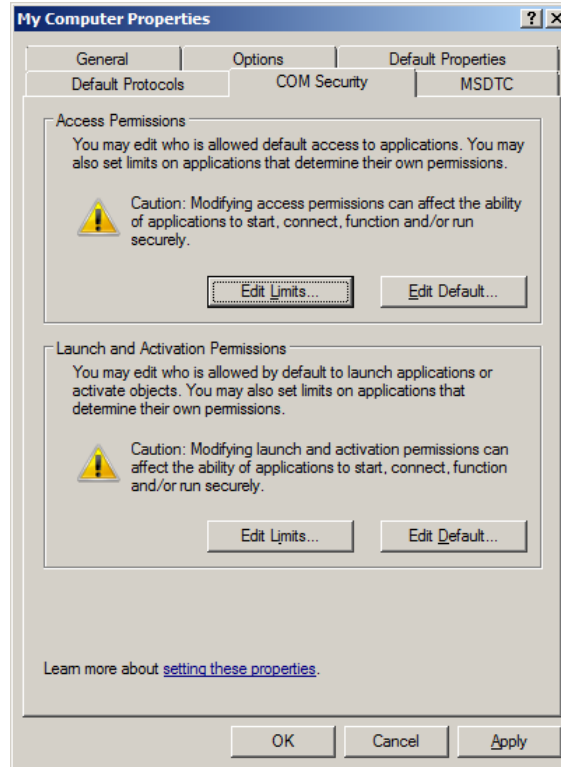 My Computer Properties
General Options Default Properties
Default Protocols COM Security MSDTC
Access Permissions
You may edit who is allowed default access to applications. You may
also set limits on applications that determine their own permissions.
Caution: Modifying access permissions can affect the ability
of applications to start, connect, function and/or run
securely.
Edit Limits... Edit Default...
Launch and Activation Permissions
You may edit who is allowed by default to launch applications or
activate objects. You may also set limits on applications that
determine their own permissions.
Caution: Modifying launch and activation permissions can
affect the ability of applications to start, connect, function
and/or run securely.
Edit Limits... Edit Default...
Learn more about setting these properties.
OK Cancel Apply